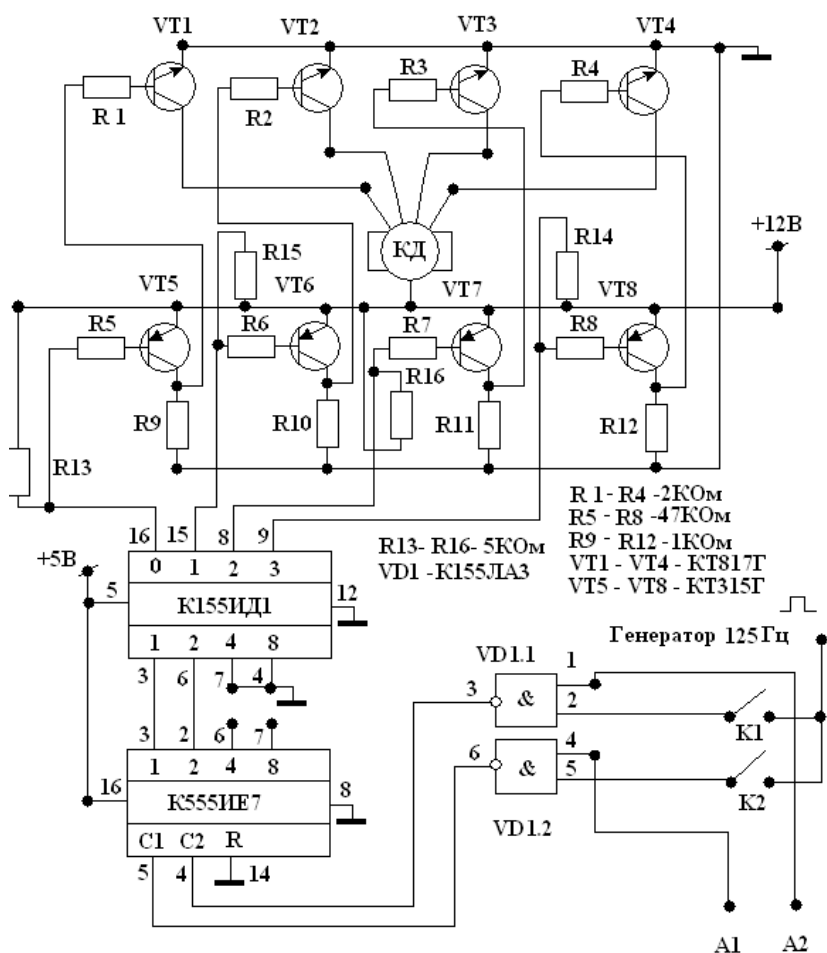 VT1 VT2 VT3 VT4
R 1 R2 R3 R4
КД
+12В
R15 R14
VT5 VT6 VT7 VT8
R5 R6 R7 R8
R16
R9 R10 R11 R12
R13
R 1 - R4 -2КОм
R5 - R8 -47КОм
R9 - R12 -1КОм
VT1 - VT4 - КТ817Г
VT5 - VT8 - КТ315Г
R13- R16- 5КОм
VD1 -К155ЛА3
16 15 8 9
+5В
0 1 2 3
5 К155ИД1 12
1 2 4 8
3 6 7 4
Генератор 125Гц
VD1.1
3 & 1 2
К1
6 & 4 5
К2
VD1.2
3 2 6 7
1 2 4 8
16 К555ИЕ7 8
C1 C2 R
5 4 14
А1 А2